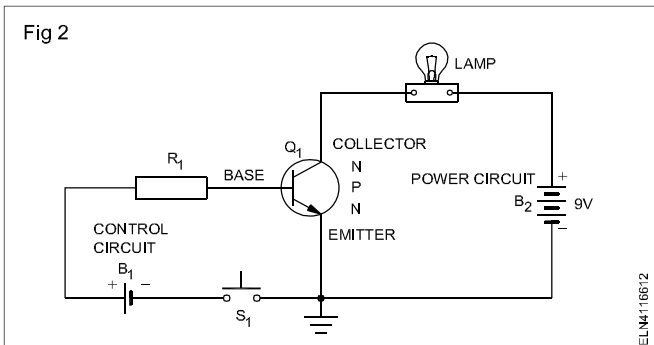 Fig 2
LAMP
Q1
COLLECTOR
R1
BASE
N
P
N
POWER CIRCUIT
+
B2
9V
−
EMITTER
CONTROL
CIRCUIT
B1
+ −
S1
ELN4116612